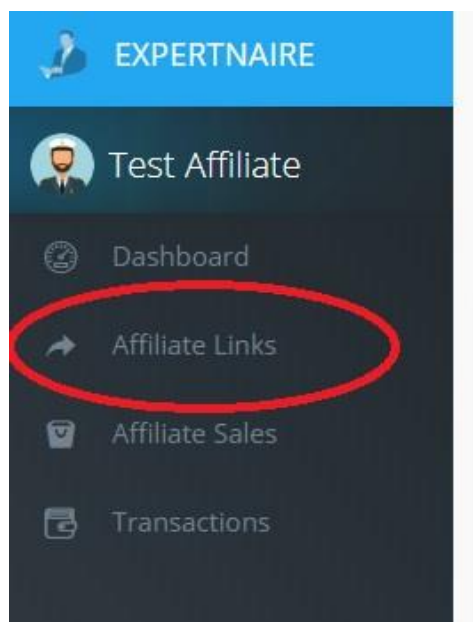 EXPERTNAIRE
Test Affiliate
Dashboard
Affiliate Links
Affiliate Sales
Transactions